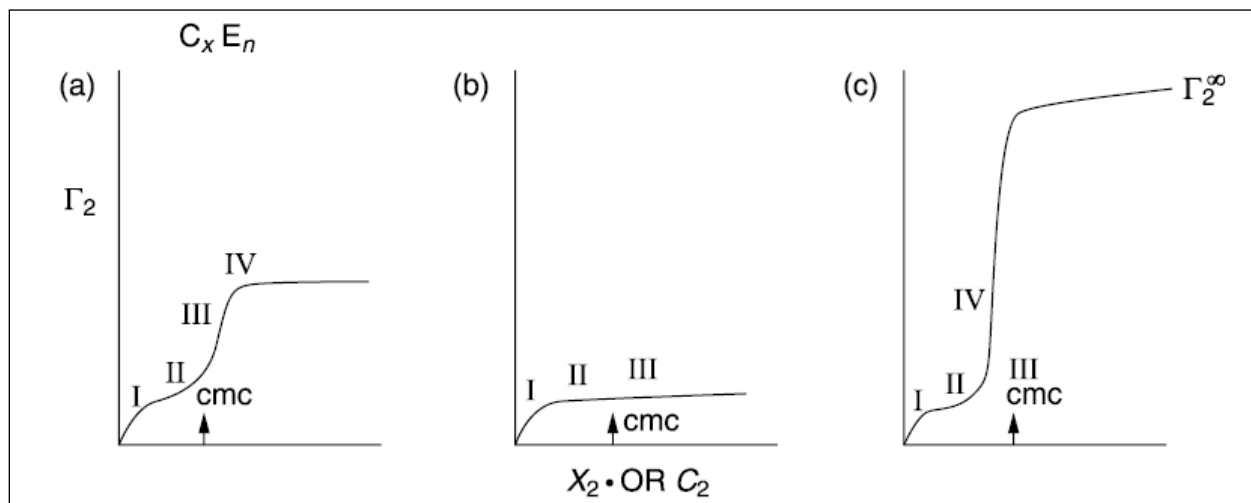 CₓEₙ
(a)
Γ₂
I
II
III
IV
cmc
(b)
I
II
III
cmc
X₂ • OR C₂
(c)
I
II
IV
III
cmc
Γ₂^∞